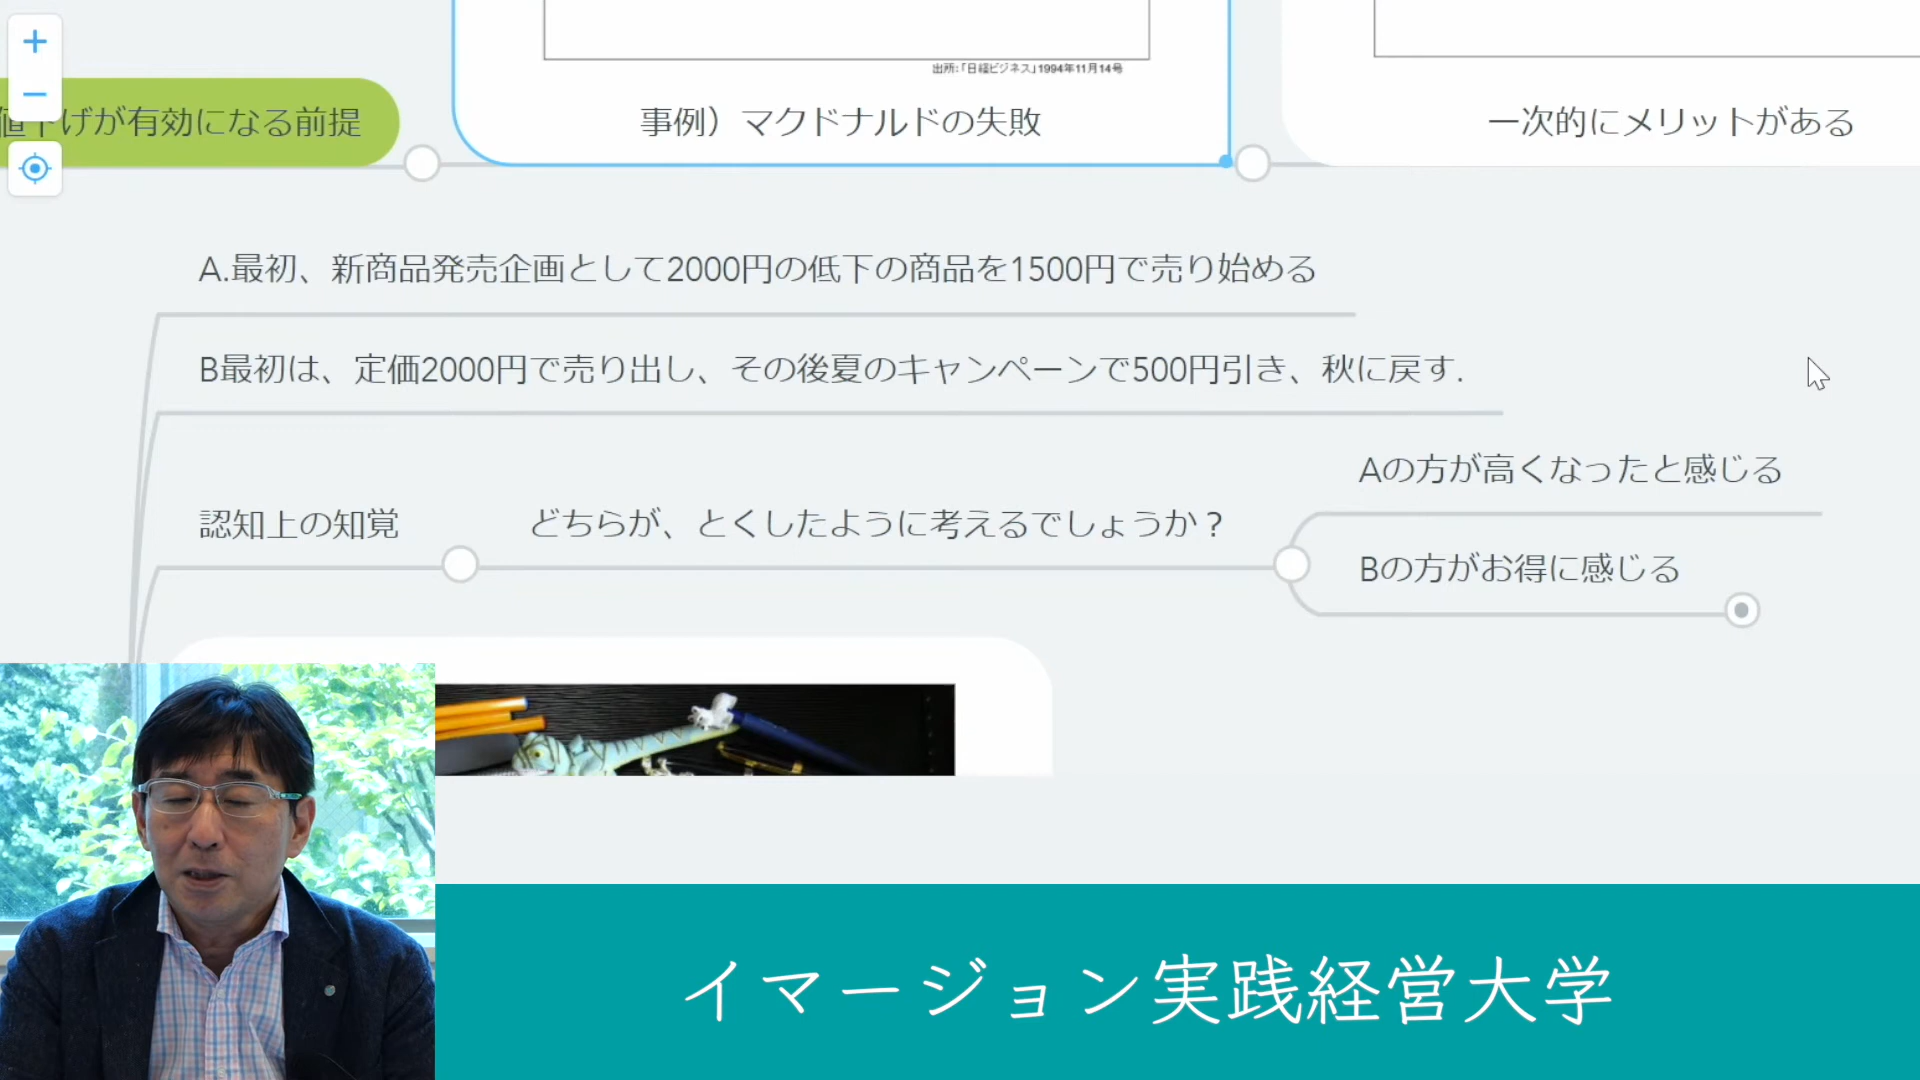 出所:「日経ビジネス」1994年11月14号
値下げが有効になる前提
事例）マクドナルドの失敗
一次的にメリットがある
A.最初、新商品発売企画として2000円の低下の商品を1500円で売り始める
B最初は、定価2000円で売り出し、その後夏のキャンペーンで500円引き、秋に戻す.
Aの方が高くなったと感じる
認知上の知覚
どちらが、とくしたように考えるでしょうか？
Bの方がお得に感じる
イマージョン実践経営大学